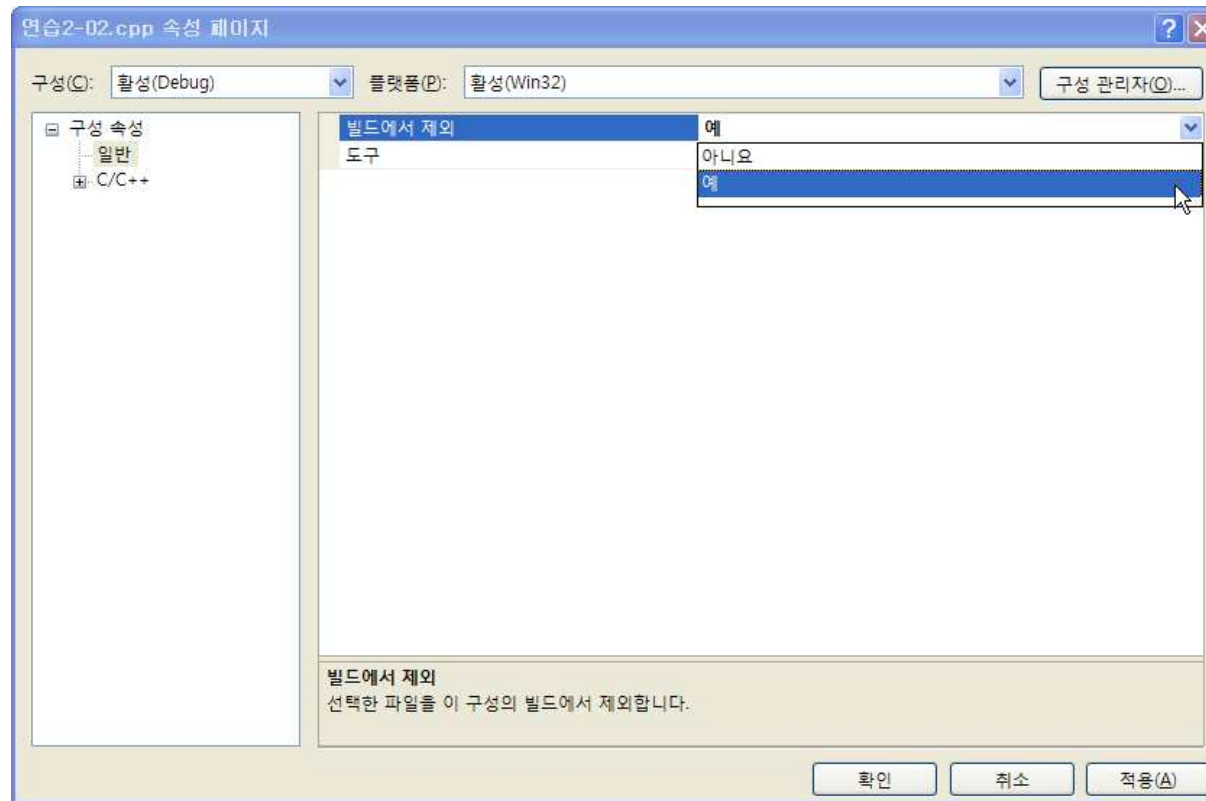 연습2-02.cpp 속성 페이지
구성(C): 활성(Debug) 플랫폼(P): 활성(Win32) 구성 관리자(O)...
구성 속성
일반
C/C++
빌드에서 제외 예
도구
아니요
예
빌드에서 제외
선택한 파일을 이 구성의 빌드에서 제외합니다.
확인 취소 적용(A)